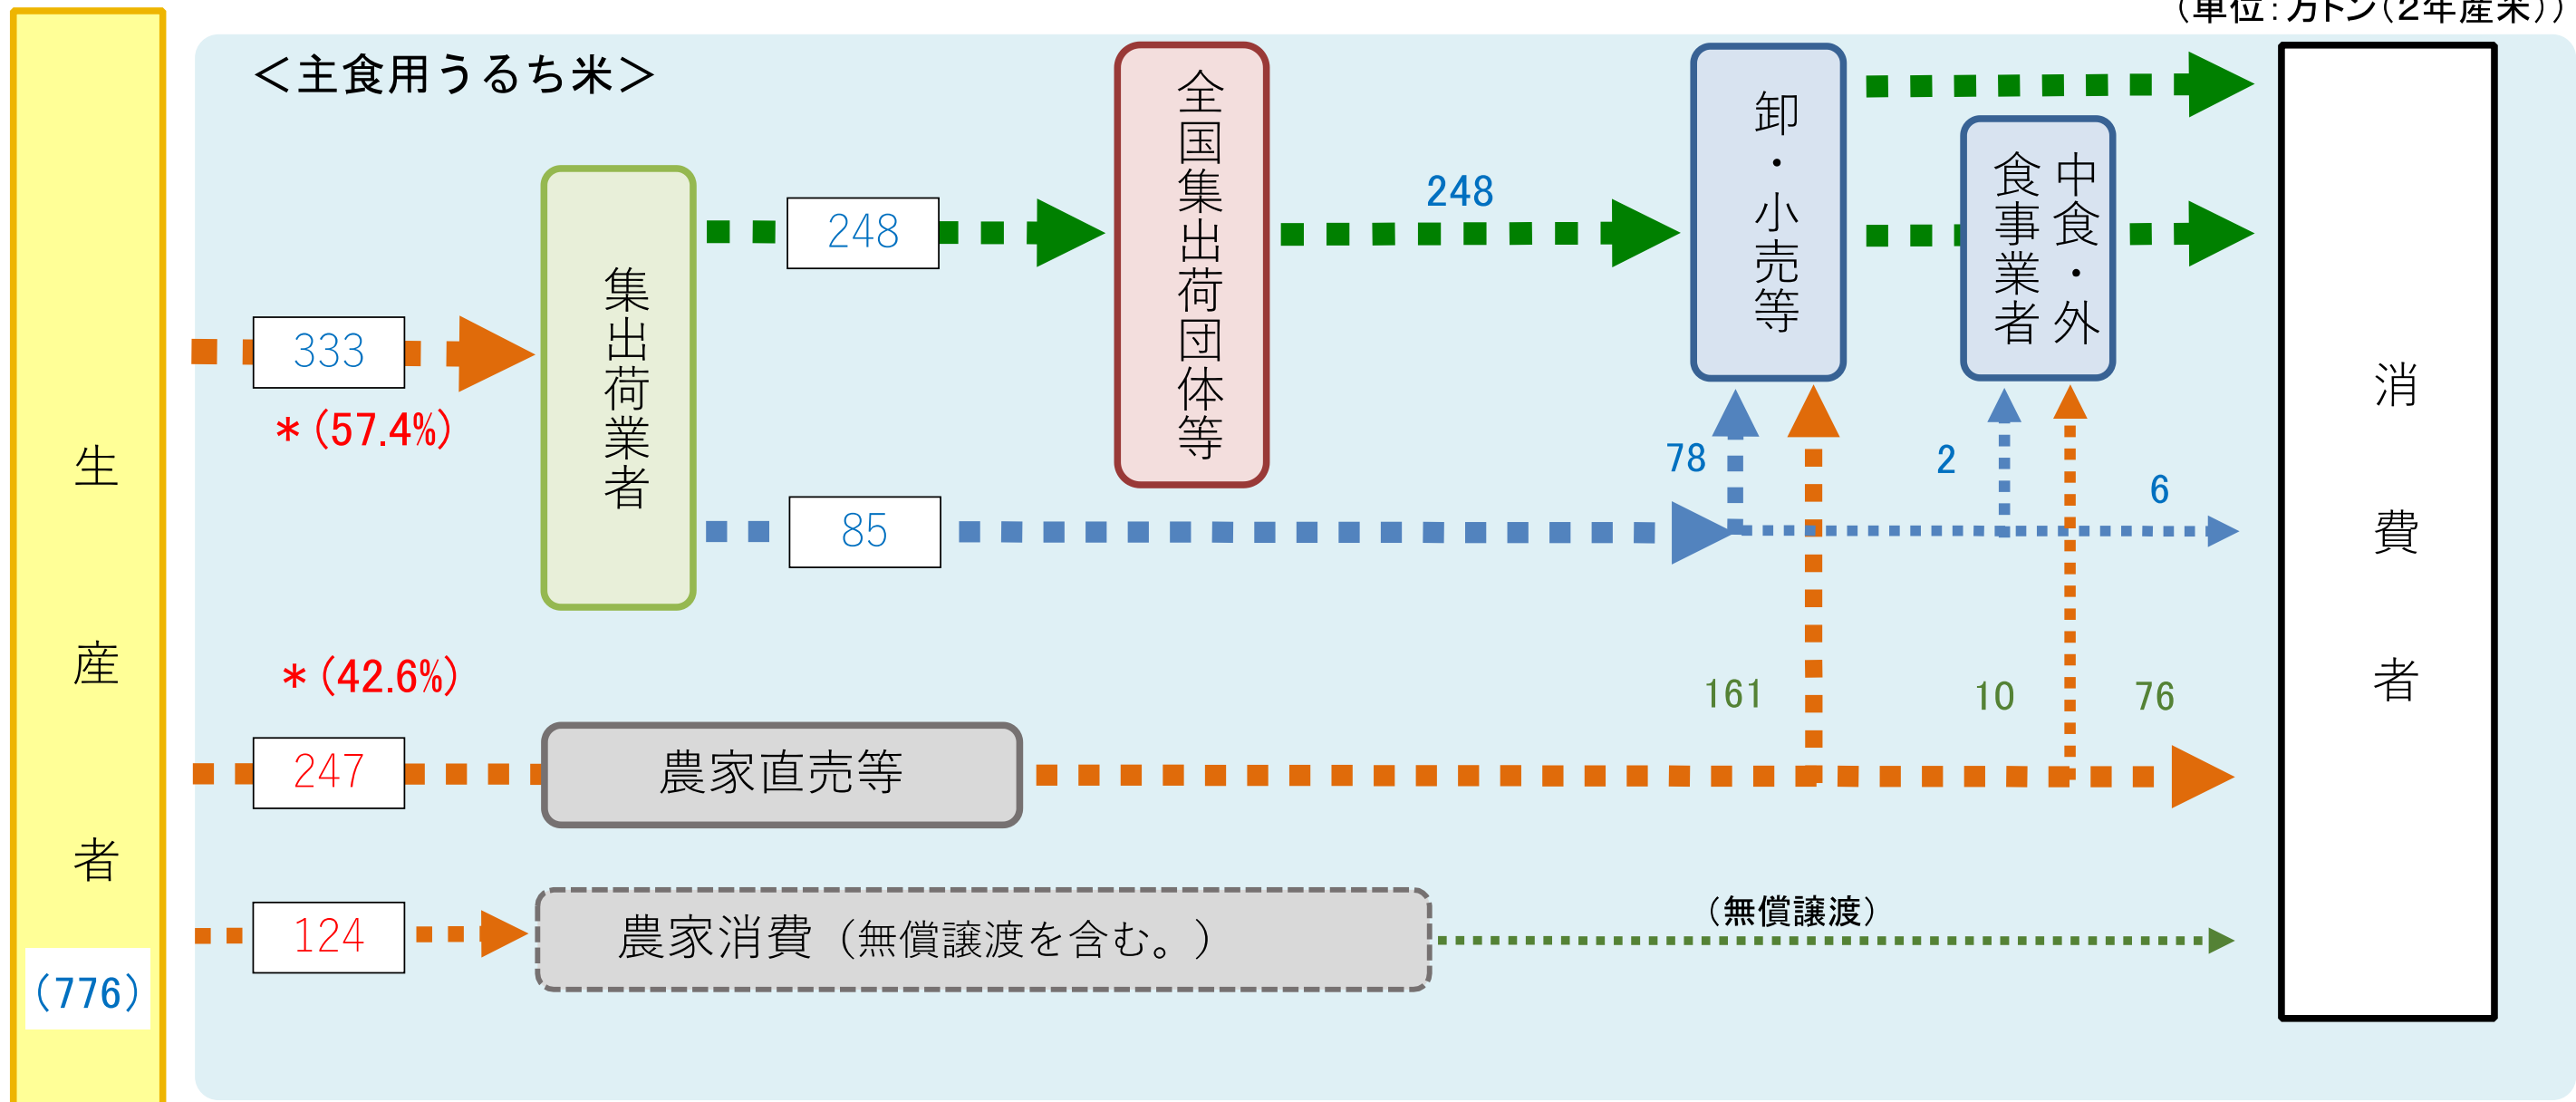 （単位：万トン（２年産米））
＜主食用うるち米＞
生産者
(776)
333
＊(57.4%)
集出荷業者
248
全国集出荷団体等
248
卸・小売等
中食・外
食事業者
消費者
85
78
2
6
＊(42.6%)
247
農家直売等
161
10
76
124
農家消費（無償譲渡を含む。）
（無償譲渡）